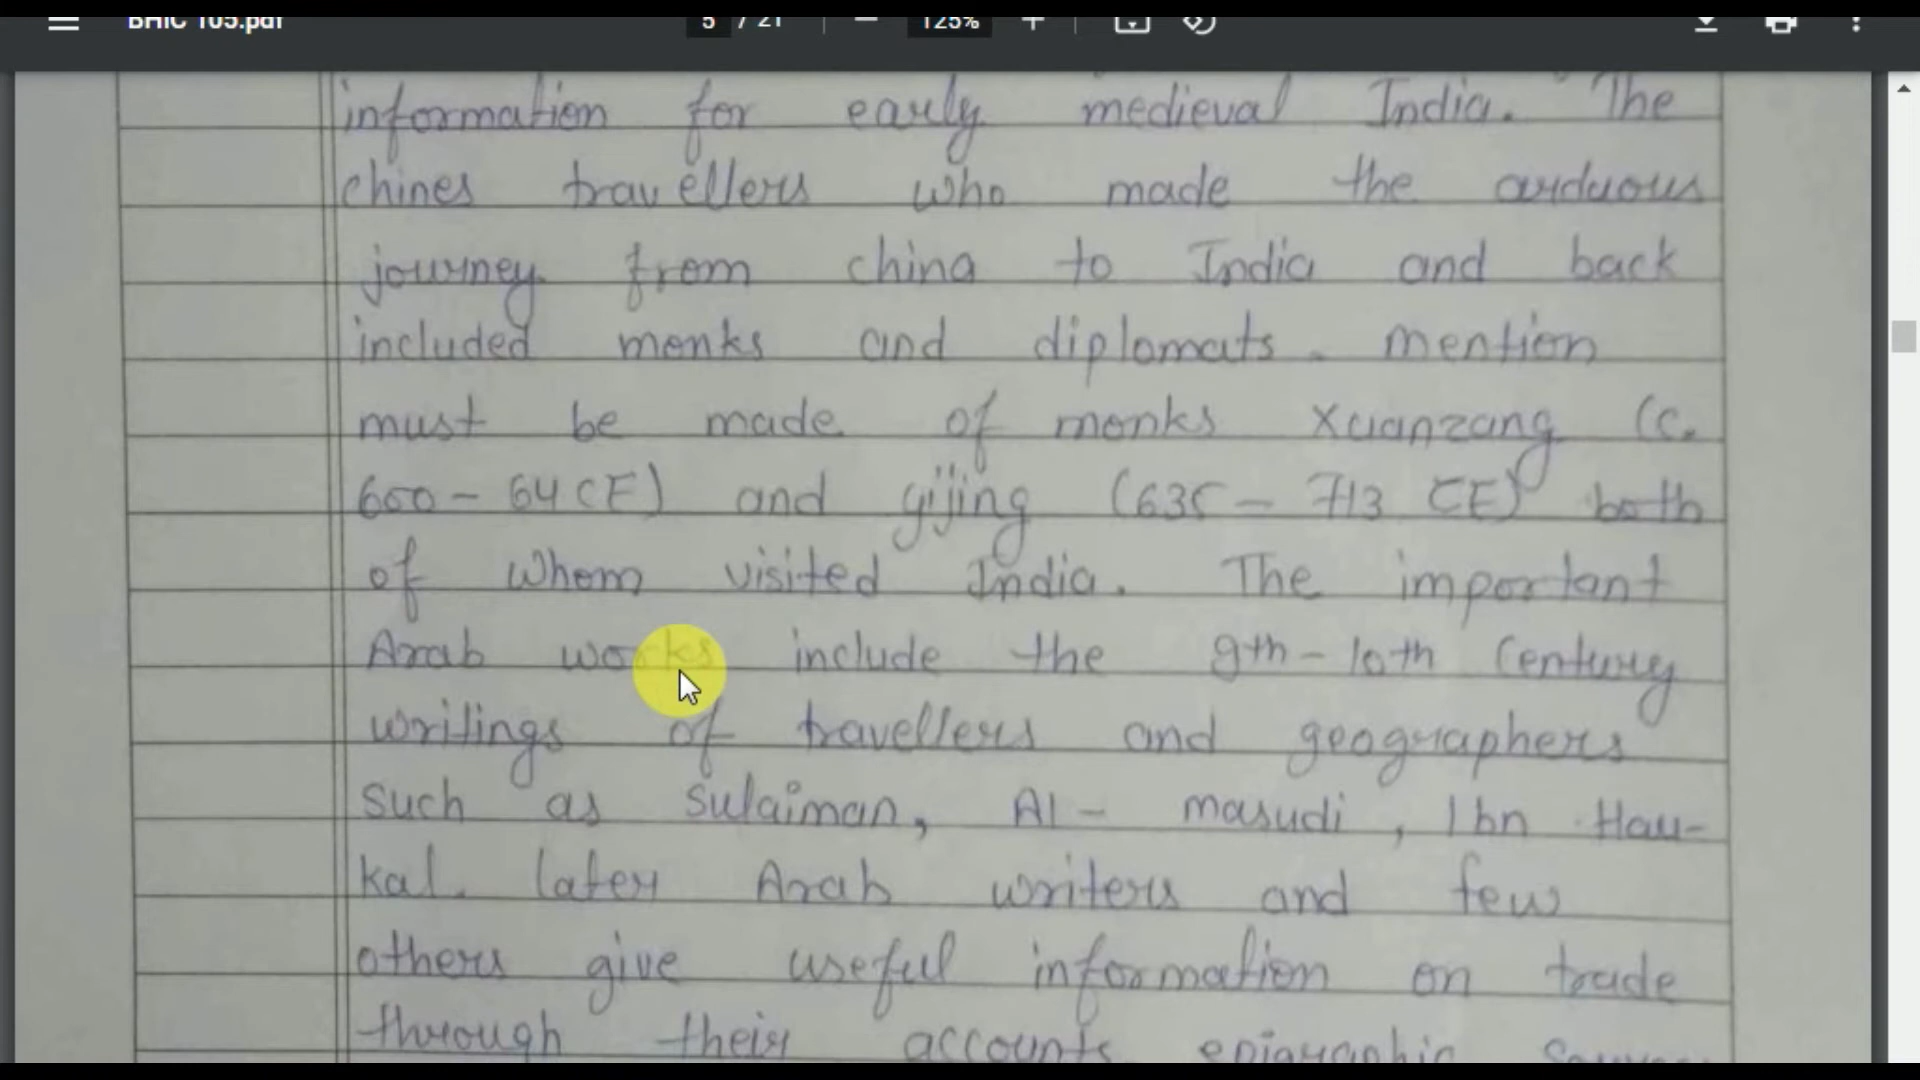 BHIC 105.pdf 5 / 21 125%
information for early medieval India. The
chines travellers who made the arduous
journey from china to India and back
included monks and diplomats. mention
must be made of monks Xuanzang (c.
600 - 64 CE) and yijing (635 - 713 CE) both
of whom visited India. The important
Arab works include the 9th - 10th Century
writings of travellers and geographers
such as sulaiman, Al - masudi, Ibn Hau-
kal. later Arab writers and few
others give useful information on trade
through their accounts epigraphic